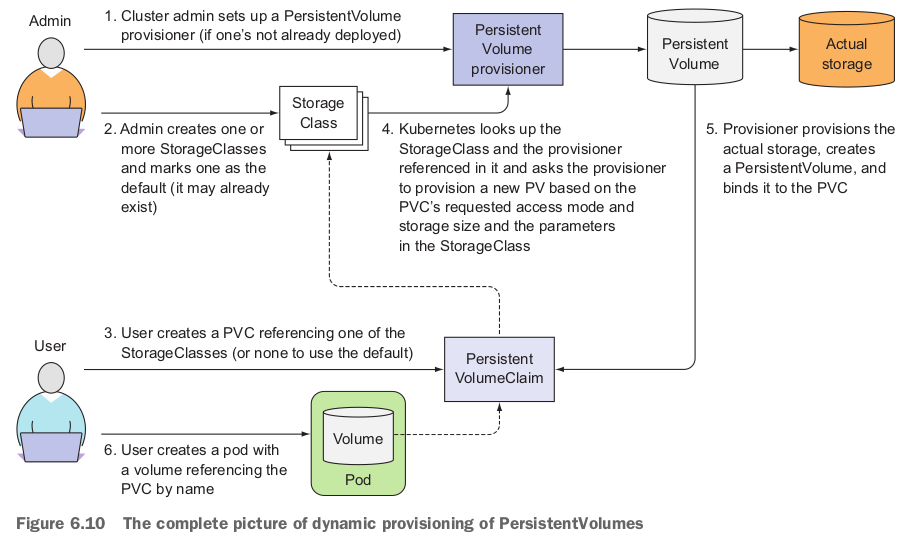 Admin
1. Cluster admin sets up a PersistentVolume
provisioner (if one's not already deployed)
Persistent
Volume
provisioner
Persistent
Volume
Actual
storage
Storage
Class
2. Admin creates one or
more StorageClasses
and marks one as the
default (it may already
exist)
4. Kubernetes looks up the
StorageClass and the provisioner
referenced in it and asks the provisioner
to provision a new PV based on the
PVC's requested access mode and
storage size and the parameters
in the StorageClass
5. Provisioner provisions the
actual storage, creates
a PersistentVolume, and
binds it to the PVC
User
3. User creates a PVC referencing one of the
StorageClasses (or none to use the default)
Persistent
VolumeClaim
Volume
Pod
6. User creates a pod with
a volume referencing the
PVC by name
Figure 6.10 The complete picture of dynamic provisioning of PersistentVolumes